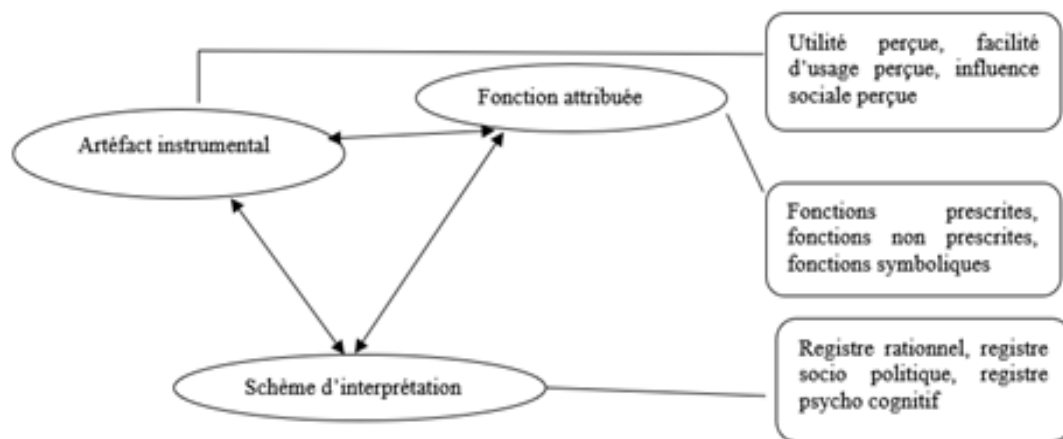 Utilité perçue, facilité
d'usage perçue, influence
sociale perçue
Fonction attribuée
Artéfact instrumental
Fonctions prescrites,
fonctions non prescrites,
fonctions symboliques
Registre rationnel, registre
socio politique, registre
psycho cognitif
Schème d'interprétation